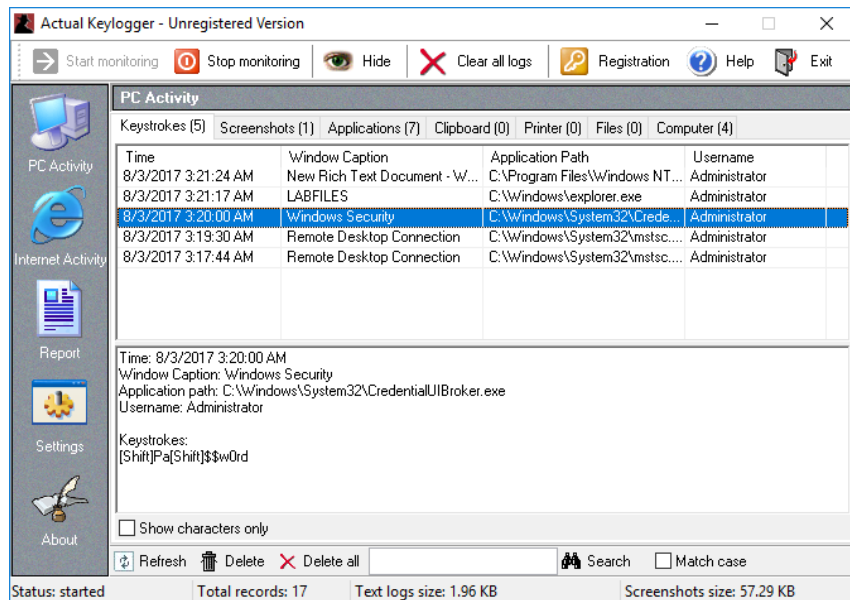 Actual Keylogger - Unregistered Version
Start monitoring Stop monitoring Hide Clear all logs Registration Help Exit
PC Activity
Keystrokes (5) Screenshots (1) Applications (7) Clipboard (0) Printer (0) Files (0) Computer (4)
Time Window Caption Application Path Username
8/3/2017 3:21:24 AM New Rich Text Document - W... C:\Program Files\Windows NT... Administrator
8/3/2017 3:21:17 AM LABFILES C:\Windows\explorer.exe Administrator
8/3/2017 3:20:00 AM Windows Security C:\Windows\System32\Crede... Administrator
8/3/2017 3:19:30 AM Remote Desktop Connection C:\Windows\System32\mstsc.... Administrator
8/3/2017 3:17:44 AM Remote Desktop Connection C:\Windows\System32\mstsc.... Administrator
PC Activity
Internet Activity
Report
Settings
About
Time: 8/3/2017 3:20:00 AM
Window Caption: Windows Security
Application path: C:\Windows\System32\CredentialUIBroker.exe
Username: Administrator
Keystrokes:
[Shift]Pa[Shift]$$w0rd
Show characters only
Refresh Delete Delete all Search Match case
Status: started Total records: 17 Text logs size: 1.96 KB Screenshots size: 57.29 KB